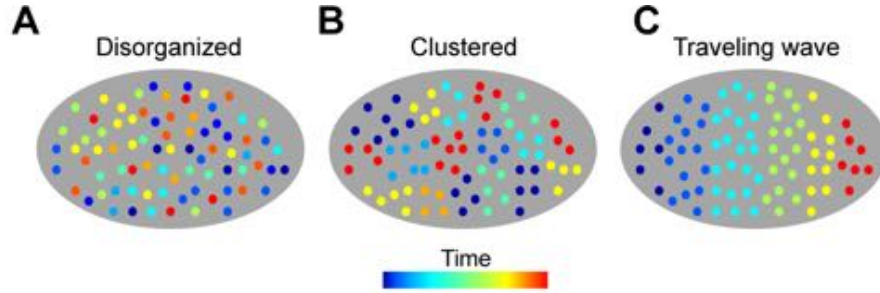 A
Disorganized
B
Clustered
C
Traveling wave
Time